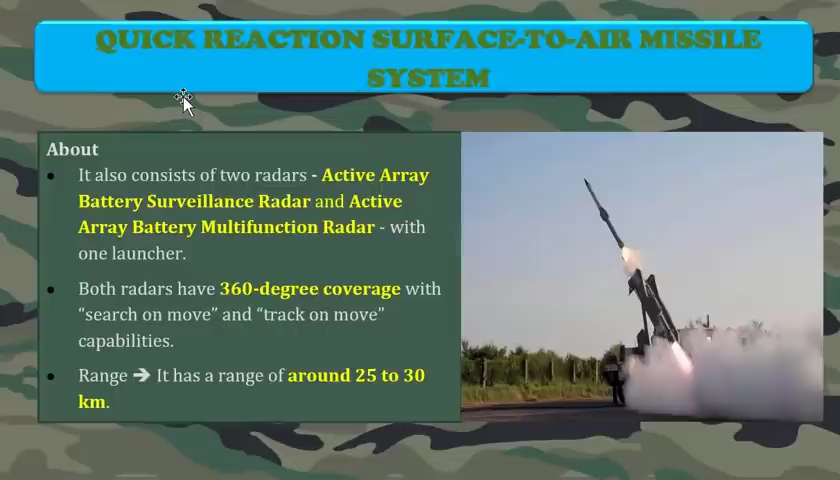 QUICK REACTION SURFACE-TO-AIR MISSILE
SYSTEM
About
● It also consists of two radars - Active Array
Battery Surveillance Radar and Active
Array Battery Multifunction Radar - with
one launcher.
● Both radars have 360-degree coverage with
“search on move” and “track on move”
capabilities.
● Range ➔ It has a range of around 25 to 30
km.